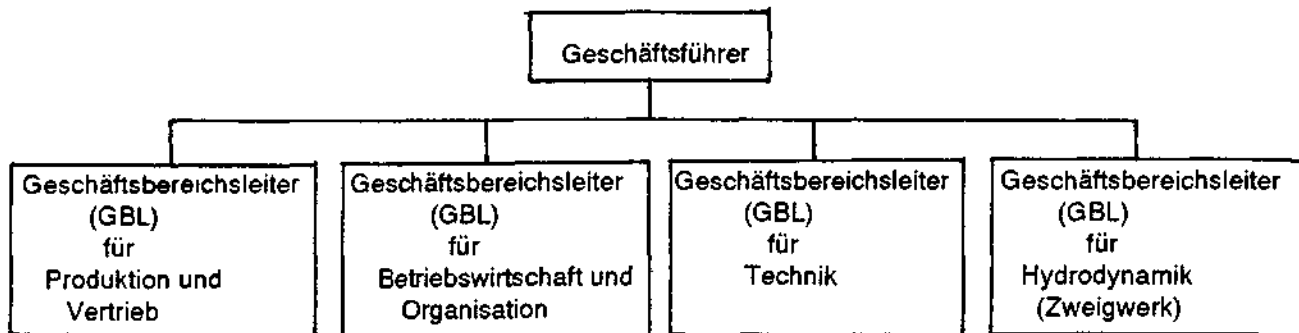 Geschäftsführer
Geschäftsbereichsleiter
(GBL)
für
Produktion und
Vertrieb
Geschäftsbereichsleiter
(GBL)
für
Betriebswirtschaft und
Organisation
Geschäftsbereichsleiter
(GBL)
für
Technik
Geschäftsbereichsleiter
(GBL)
für
Hydrodynamik
(Zweigwerk)